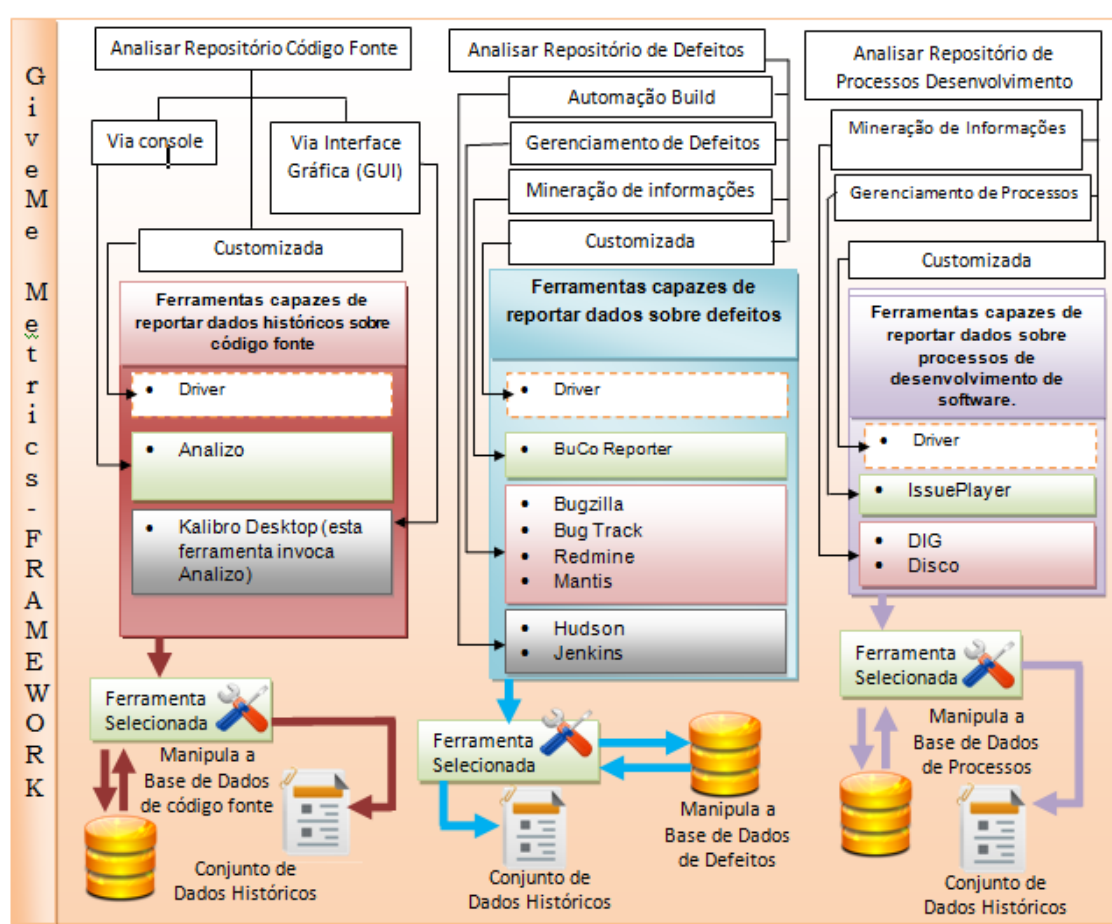 GiveMe Metrics-FRAMEWORK
Analisar Repositório Código Fonte
Via console
Via Interface
Gráfica (GUI)
Customizada
Ferramentas capazes de
reportar dados históricos sobre
código fonte
• Driver
• Analizo
• Kalibro Desktop (esta
ferramenta invoca
Analizo)
Ferramenta
Selecionada
Manipula a
Base de Dados
de código fonte
Conjunto de
Dados Históricos
Analisar Repositório de Defeitos
Automação Build
Gerenciamento de Defeitos
Mineração de informações
Customizada
Ferramentas capazes de
reportar dados sobre defeitos
• Driver
• BuCo Reporter
• Bugzilla
• Bug Track
• Redmine
• Mantis
• Hudson
• Jenkins
Ferramenta
Selecionada
Manipula a
Base de Dados
de Defeitos
Conjunto de
Dados Históricos
Analisar Repositório de
Processos Desenvolvimento
Mineração de Informações
Gerenciamento de Processos
Customizada
Ferramentas capazes de
reportar dados sobre
processos de
desenvolvimento de
software.
• Driver
• IssuePlayer
• DIG
• Disco
Ferramenta
Selecionada
Manipula a
Base de Dados
de Processos
Conjunto de
Dados Históricos